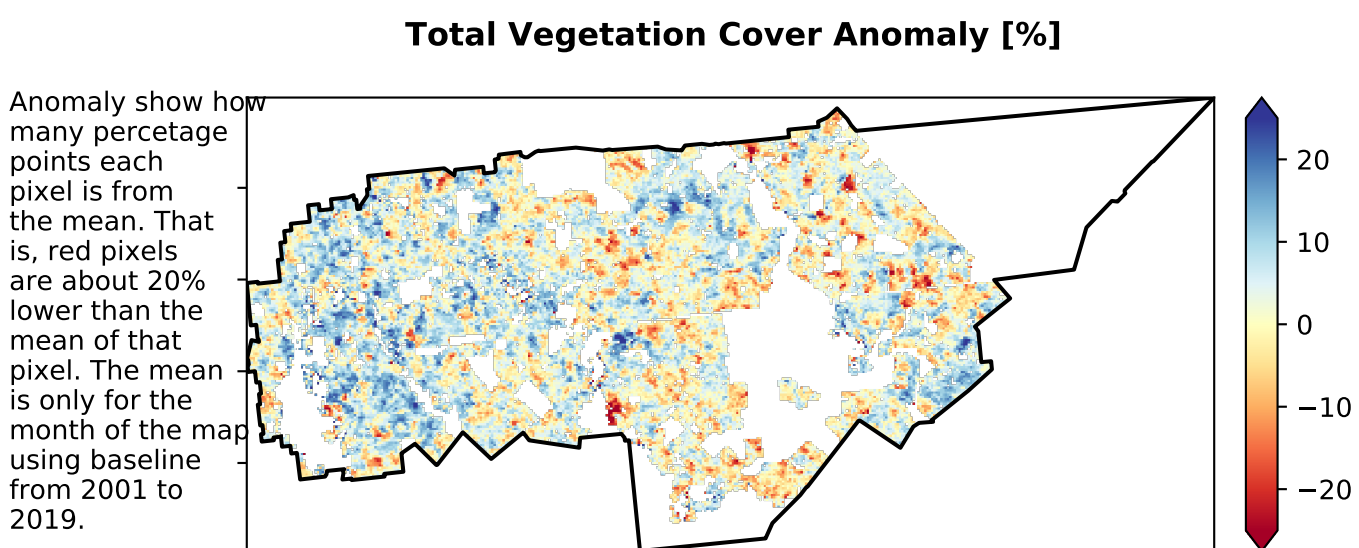 Total Vegetation Cover Anomaly [%]
Anomaly show how
many percetage
points each
pixel is from
the mean. That
is, red pixels
are about 20%
lower than the
mean of that
pixel. The mean
is only for the
month of the map
using baseline
from 2001 to
2019.
20
10
0
−10
−20